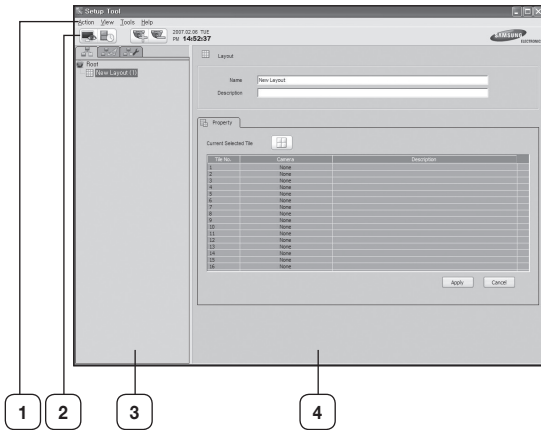 Setup Tool
Action View Tools Help
2007.02.06 TUE
PM 14:52:37
SAMSUNG
ELECTRONICS
Root
New Layout (1)
Layout
Name New Layout
Description
Property
Current Selected Tile
Tile No. Camera Description
1 None
2 None
3 None
4 None
5 None
6 None
7 None
8 None
9 None
10 None
11 None
12 None
13 None
14 None
15 None
16 None
Apply Cancel
1 2 3 4